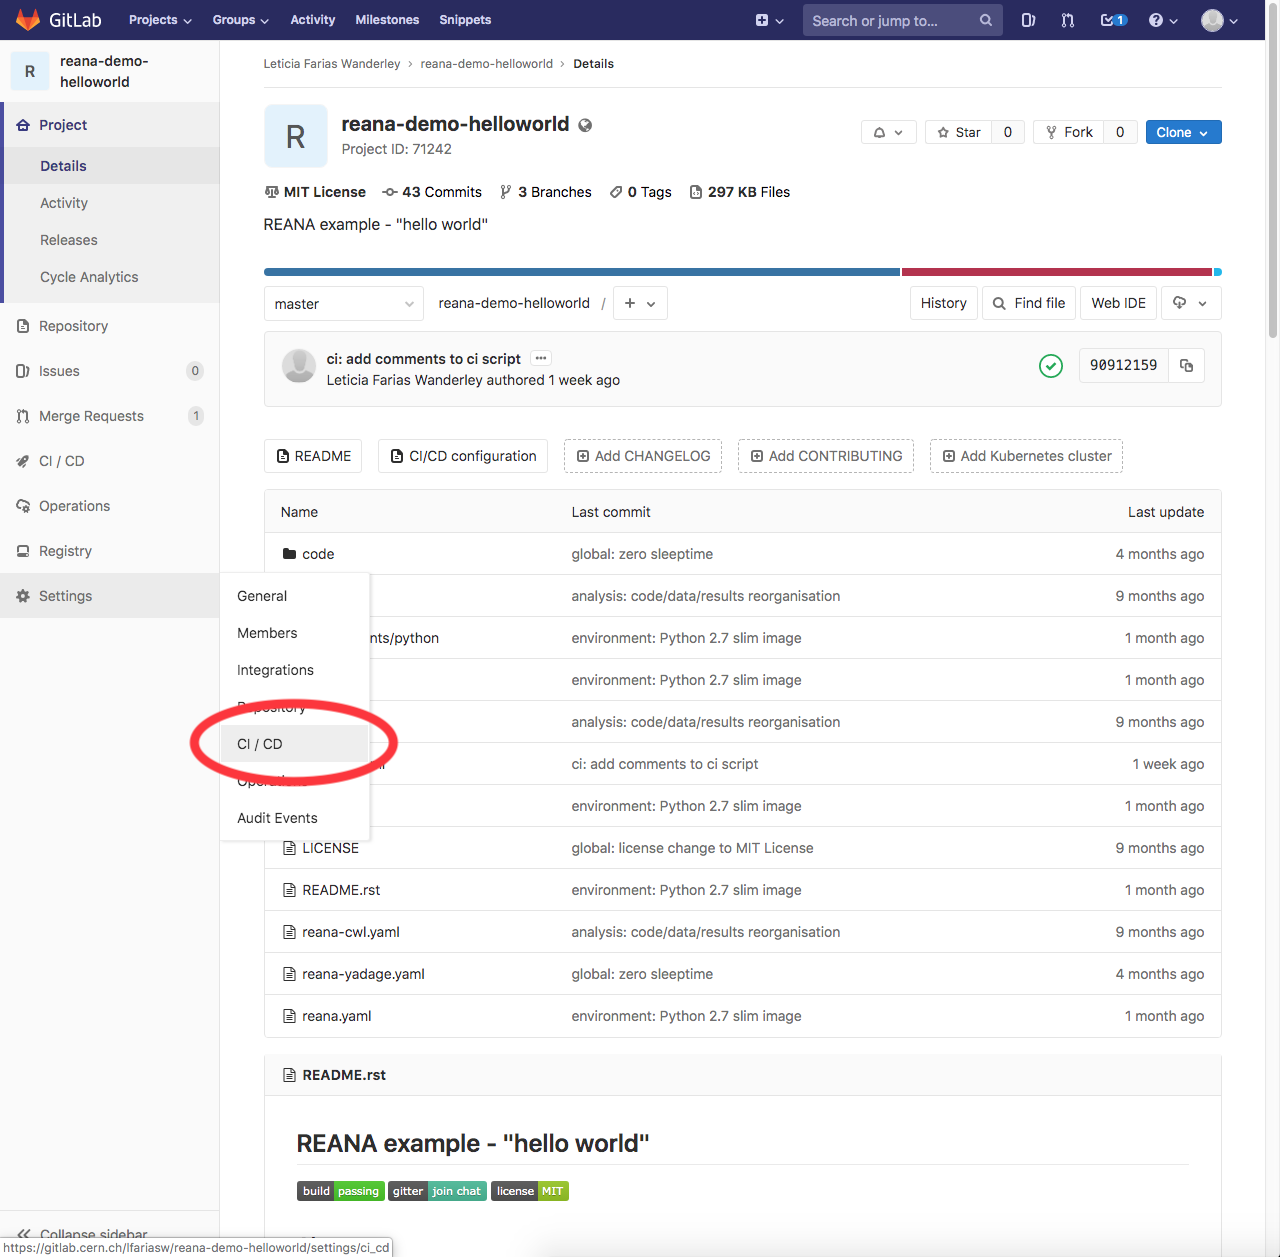 GitLab Projects Groups Activity Milestones Snippets Search or jump to... 1
R reana-demo-helloworld
Leticia Farias Wanderley › reana-demo-helloworld › Details
Project
Details
Activity
Releases
Cycle Analytics
Repository
Issues 0
Merge Requests 1
CI / CD
Operations
Registry
Settings
General
Members
Integrations
Repository
CI / CD
Operations
Audit Events
Collapse sidebar
https://gitlab.cern.ch/lfariasw/reana-demo-helloworld/settings/ci_cd
R reana-demo-helloworld
Project ID: 71242
Star 0 Fork 0 Clone
MIT License 43 Commits 3 Branches 0 Tags 297 KB Files
REANA example - "hello world"
master reana-demo-helloworld / + History Find file Web IDE
ci: add comments to ci script ...
Leticia Farias Wanderley authored 1 week ago
90912159
README CI/CD configuration Add CHANGELOG Add CONTRIBUTING Add Kubernetes cluster
Name Last commit Last update
code global: zero sleeptime 4 months ago
analysis: code/data/results reorganisation 9 months ago
nts/python environment: Python 2.7 slim image 1 month ago
environment: Python 2.7 slim image 1 month ago
analysis: code/data/results reorganisation 9 months ago
ci: add comments to ci script 1 week ago
environment: Python 2.7 slim image 1 month ago
LICENSE global: license change to MIT License 9 months ago
README.rst environment: Python 2.7 slim image 1 month ago
reana-cwl.yaml analysis: code/data/results reorganisation 9 months ago
reana-yadage.yaml global: zero sleeptime 4 months ago
reana.yaml environment: Python 2.7 slim image 1 month ago
README.rst
REANA example - "hello world"
build passing gitter join chat license MIT